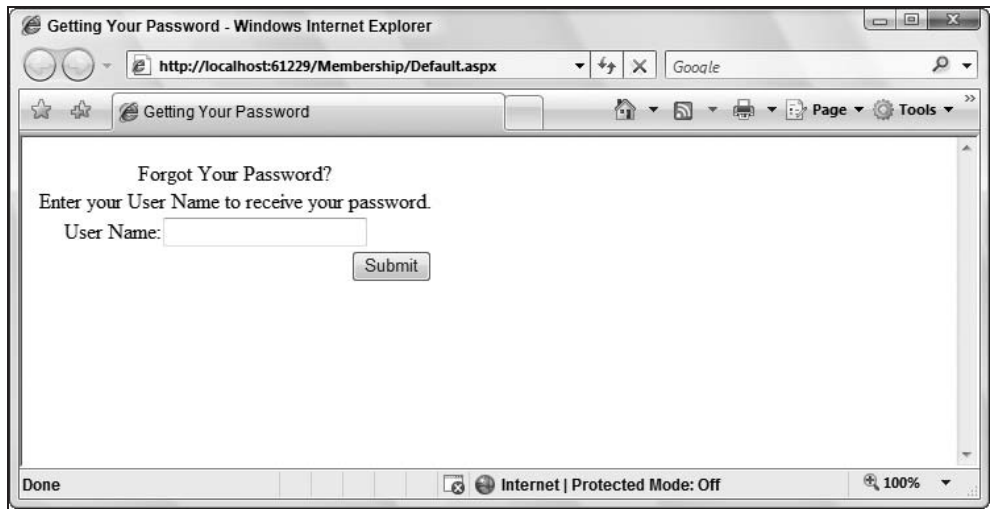 Getting Your Password - Windows Internet Explorer
http://localhost:61229/Membership/Default.aspx
Google
Getting Your Password
Page
Tools
Forgot Your Password?
Enter your User Name to receive your password.
User Name:
Submit
Done
Internet | Protected Mode: Off
100%